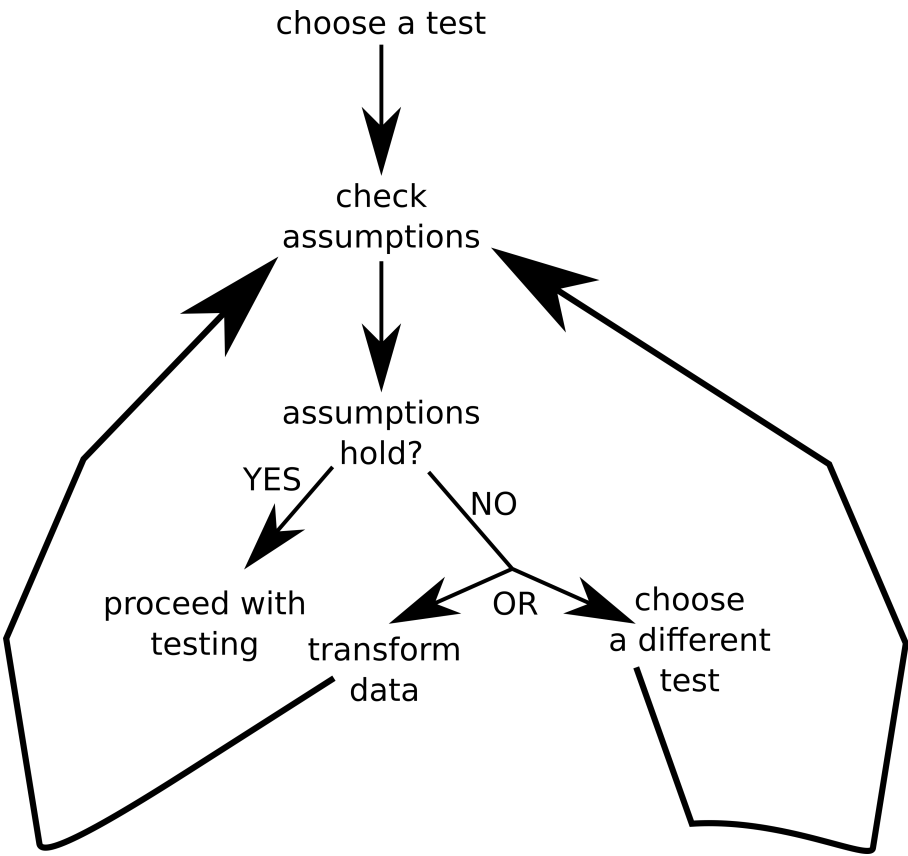 choose a test
check
assumptions
assumptions
hold?
YES
NO
proceed with
testing
OR
transform
data
choose
a different
test